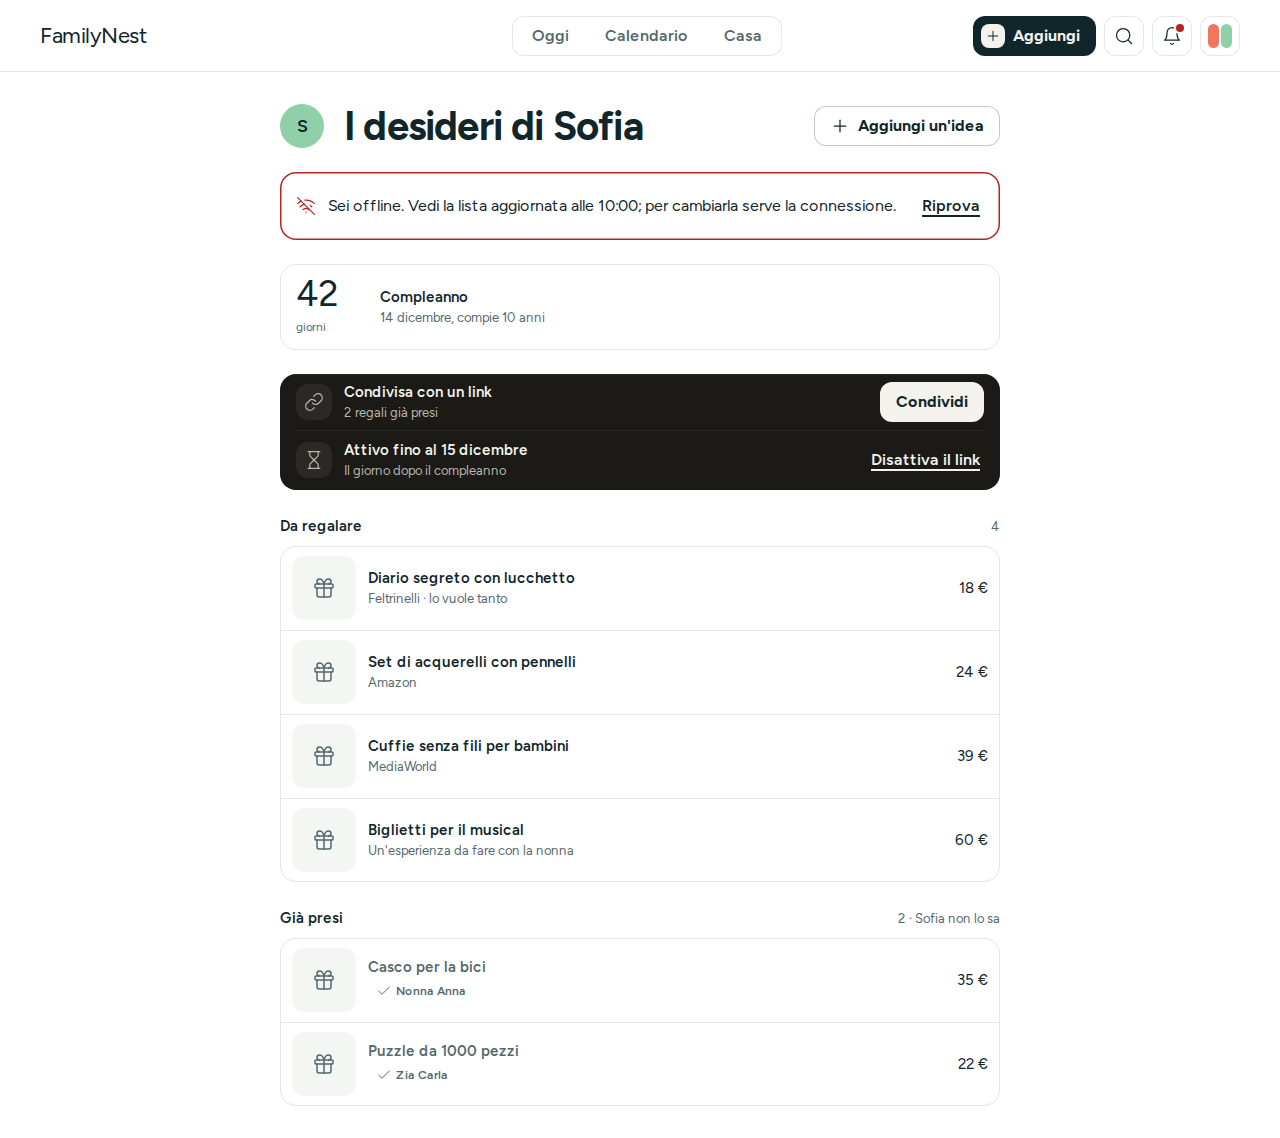 FamilyNest
Oggi
Calendario
Casa
Aggiungi
S
I desideri di Sofia
Aggiungi un'idea
Sei offline. Vedi la lista aggiornata alle 10:00; per cambiarla serve la connessione.
Riprova
42
giorni
Compleanno
14 dicembre, compie 10 anni
Condivisa con un link
2 regali già presi
Condividi
Attivo fino al 15 dicembre
Il giorno dopo il compleanno
Disattiva il link
Da regalare
4
Diario segreto con lucchetto
Feltrinelli · lo vuole tanto
18 €
Set di acquerelli con pennelli
Amazon
24 €
Cuffie senza fili per bambini
MediaWorld
39 €
Biglietti per il musical
Un'esperienza da fare con la nonna
60 €
Già presi
2 · Sofia non lo sa
Casco per la bici
Nonna Anna
35 €
Puzzle da 1000 pezzi
Zia Carla
22 €